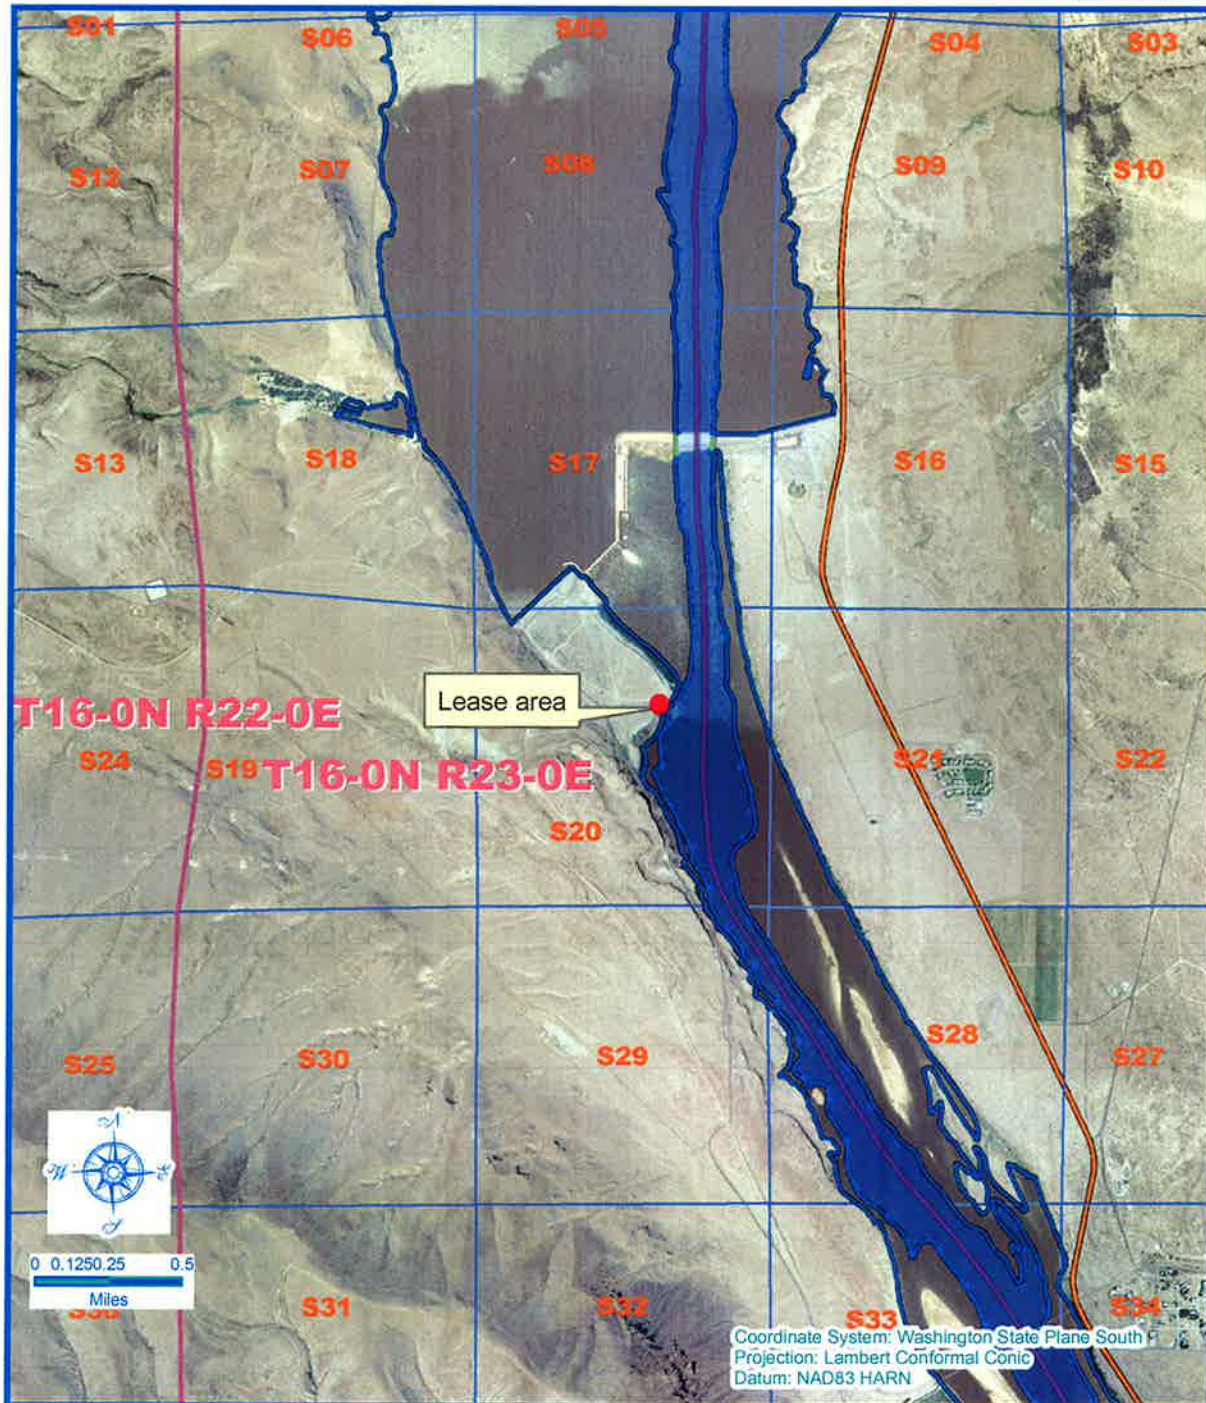 S01
S06
S05
S04
S03
S12
S07
S08
S09
S10
S13
S18
S17
S16
S15
Lease area
T16-0N R22-0E
S24
S19
T16-0N R23-0E
S20
S21
S22
S25
S30
S29
S28
S27
N
W
E
S
0 0.1250.25 0.5
Miles
S31
S32
S33
S34
Coordinate System: Washington State Plane South
Projection: Lambert Conformal Conic
Datum: NAD83 HARN